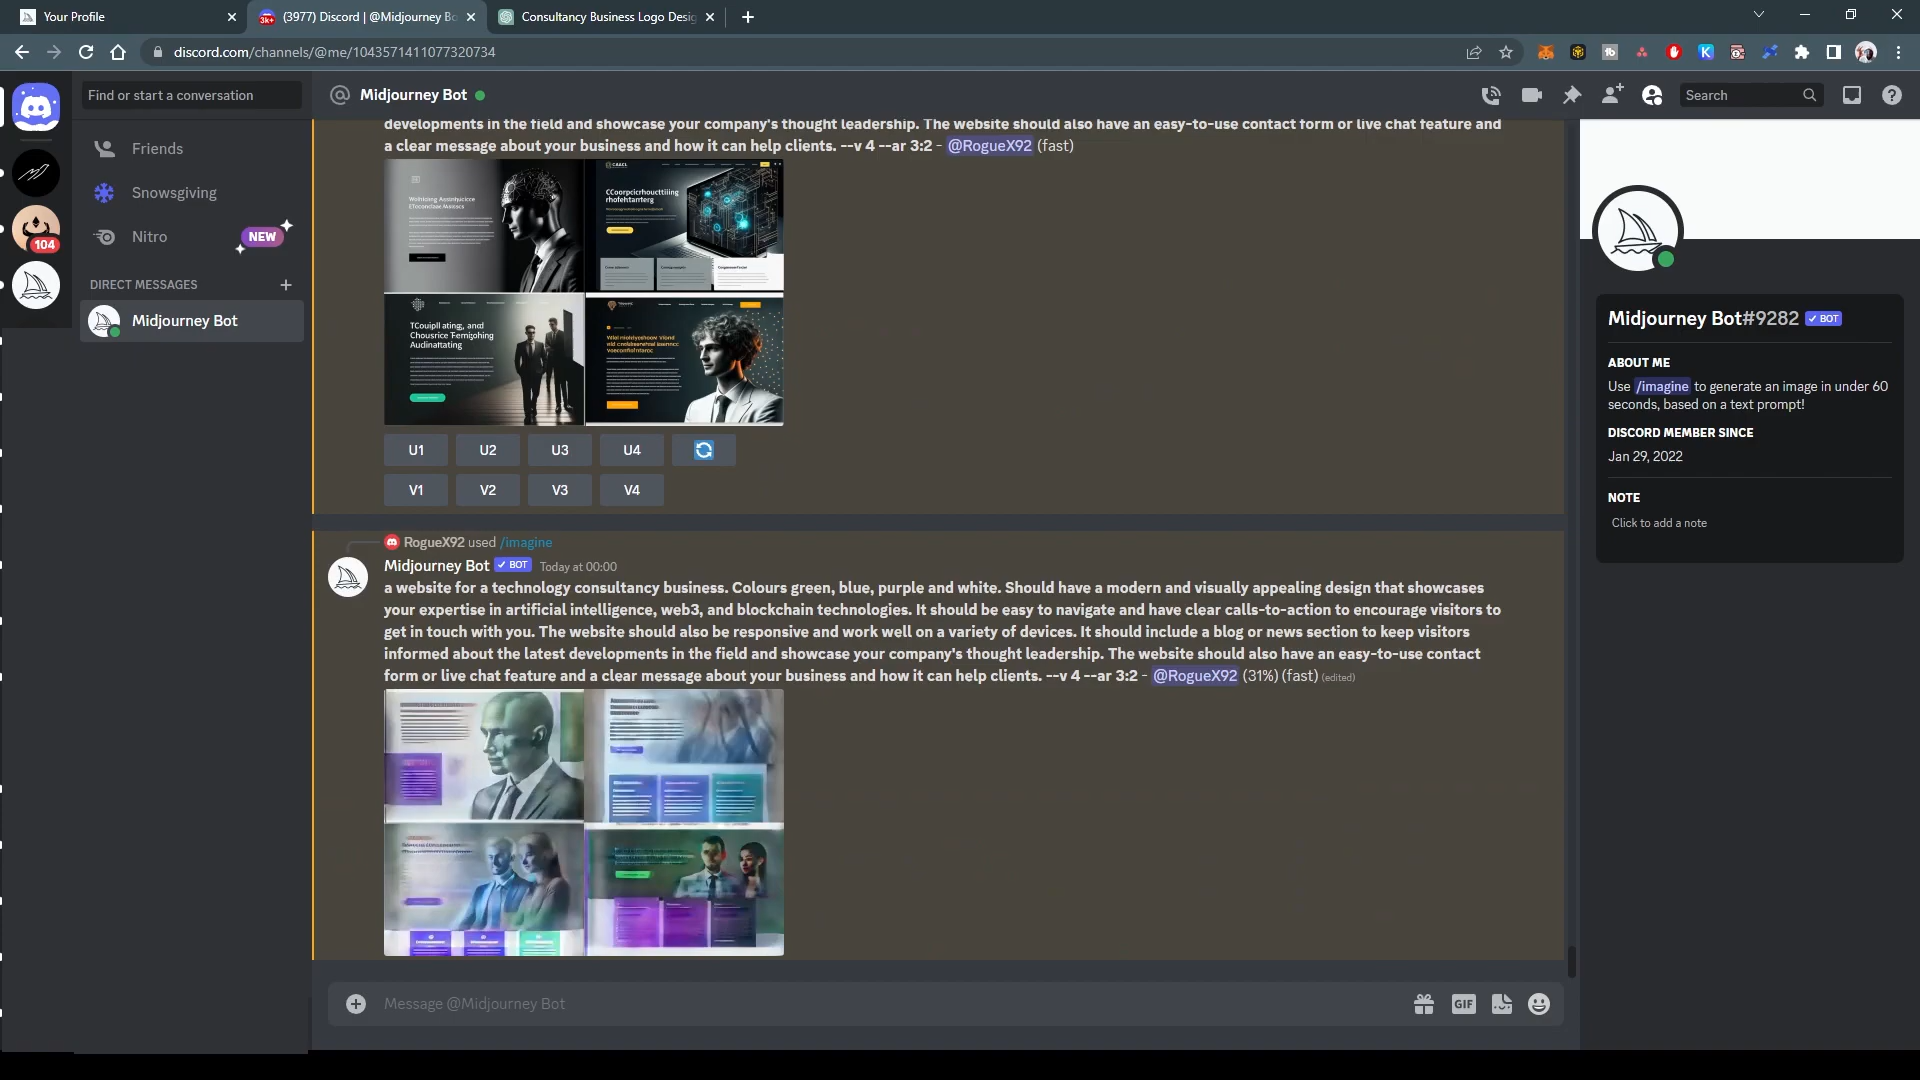 Your Profile
(3977) Discord | @Midjourney Bo
Consultancy Business Logo Desig
discord.com/channels/@me/1043571411077320734
Find or start a conversation
Midjourney Bot
Search
Friends
Snowsgiving
Nitro
NEW
104
DIRECT MESSAGES
Midjourney Bot
developments in the field and showcase your company's thought leadership. The website should also have an easy-to-use contact form or live chat feature and
a clear message about your business and how it can help clients. --v 4 --ar 3:2 - @RogueX92 (fast)
U1 U2 U3 U4
V1 V2 V3 V4
RogueX92 used /imagine
Midjourney Bot ✓ BOT Today at 00:00
a website for a technology consultancy business. Colours green, blue, purple and white. Should have a modern and visually appealing design that showcases
your expertise in artificial intelligence, web3, and blockchain technologies. It should be easy to navigate and have clear calls-to-action to encourage visitors to
get in touch with you. The website should also be responsive and work well on a variety of devices. It should include a blog or news section to keep visitors
informed about the latest developments in the field and showcase your company's thought leadership. The website should also have an easy-to-use contact
form or live chat feature and a clear message about your business and how it can help clients. --v 4 --ar 3:2 - @RogueX92 (31%) (fast) (edited)
Message @Midjourney Bot
GIF
Midjourney Bot#9282 ✓ BOT
ABOUT ME
Use /imagine to generate an image in under 60
seconds, based on a text prompt!
DISCORD MEMBER SINCE
Jan 29, 2022
NOTE
Click to add a note